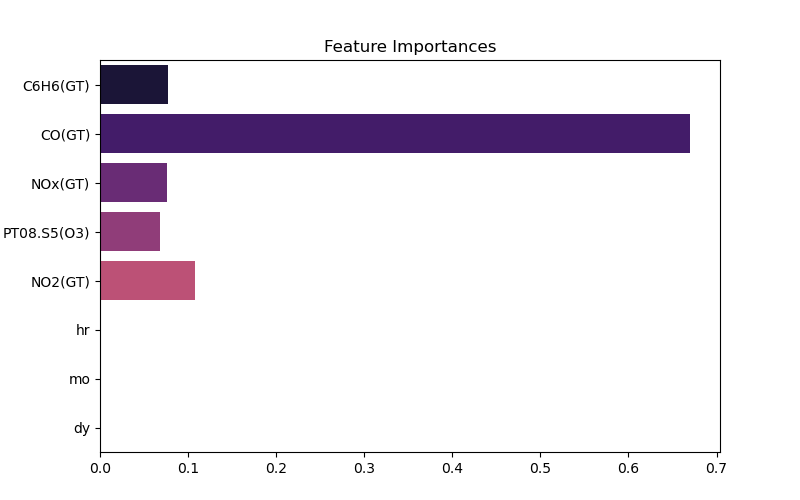 Feature Importances
C6H6(GT)
CO(GT)
NOx(GT)
PT08.S5(O3)
NO2(GT)
hr
mo
dy
0.0 0.1 0.2 0.3 0.4 0.5 0.6 0.7